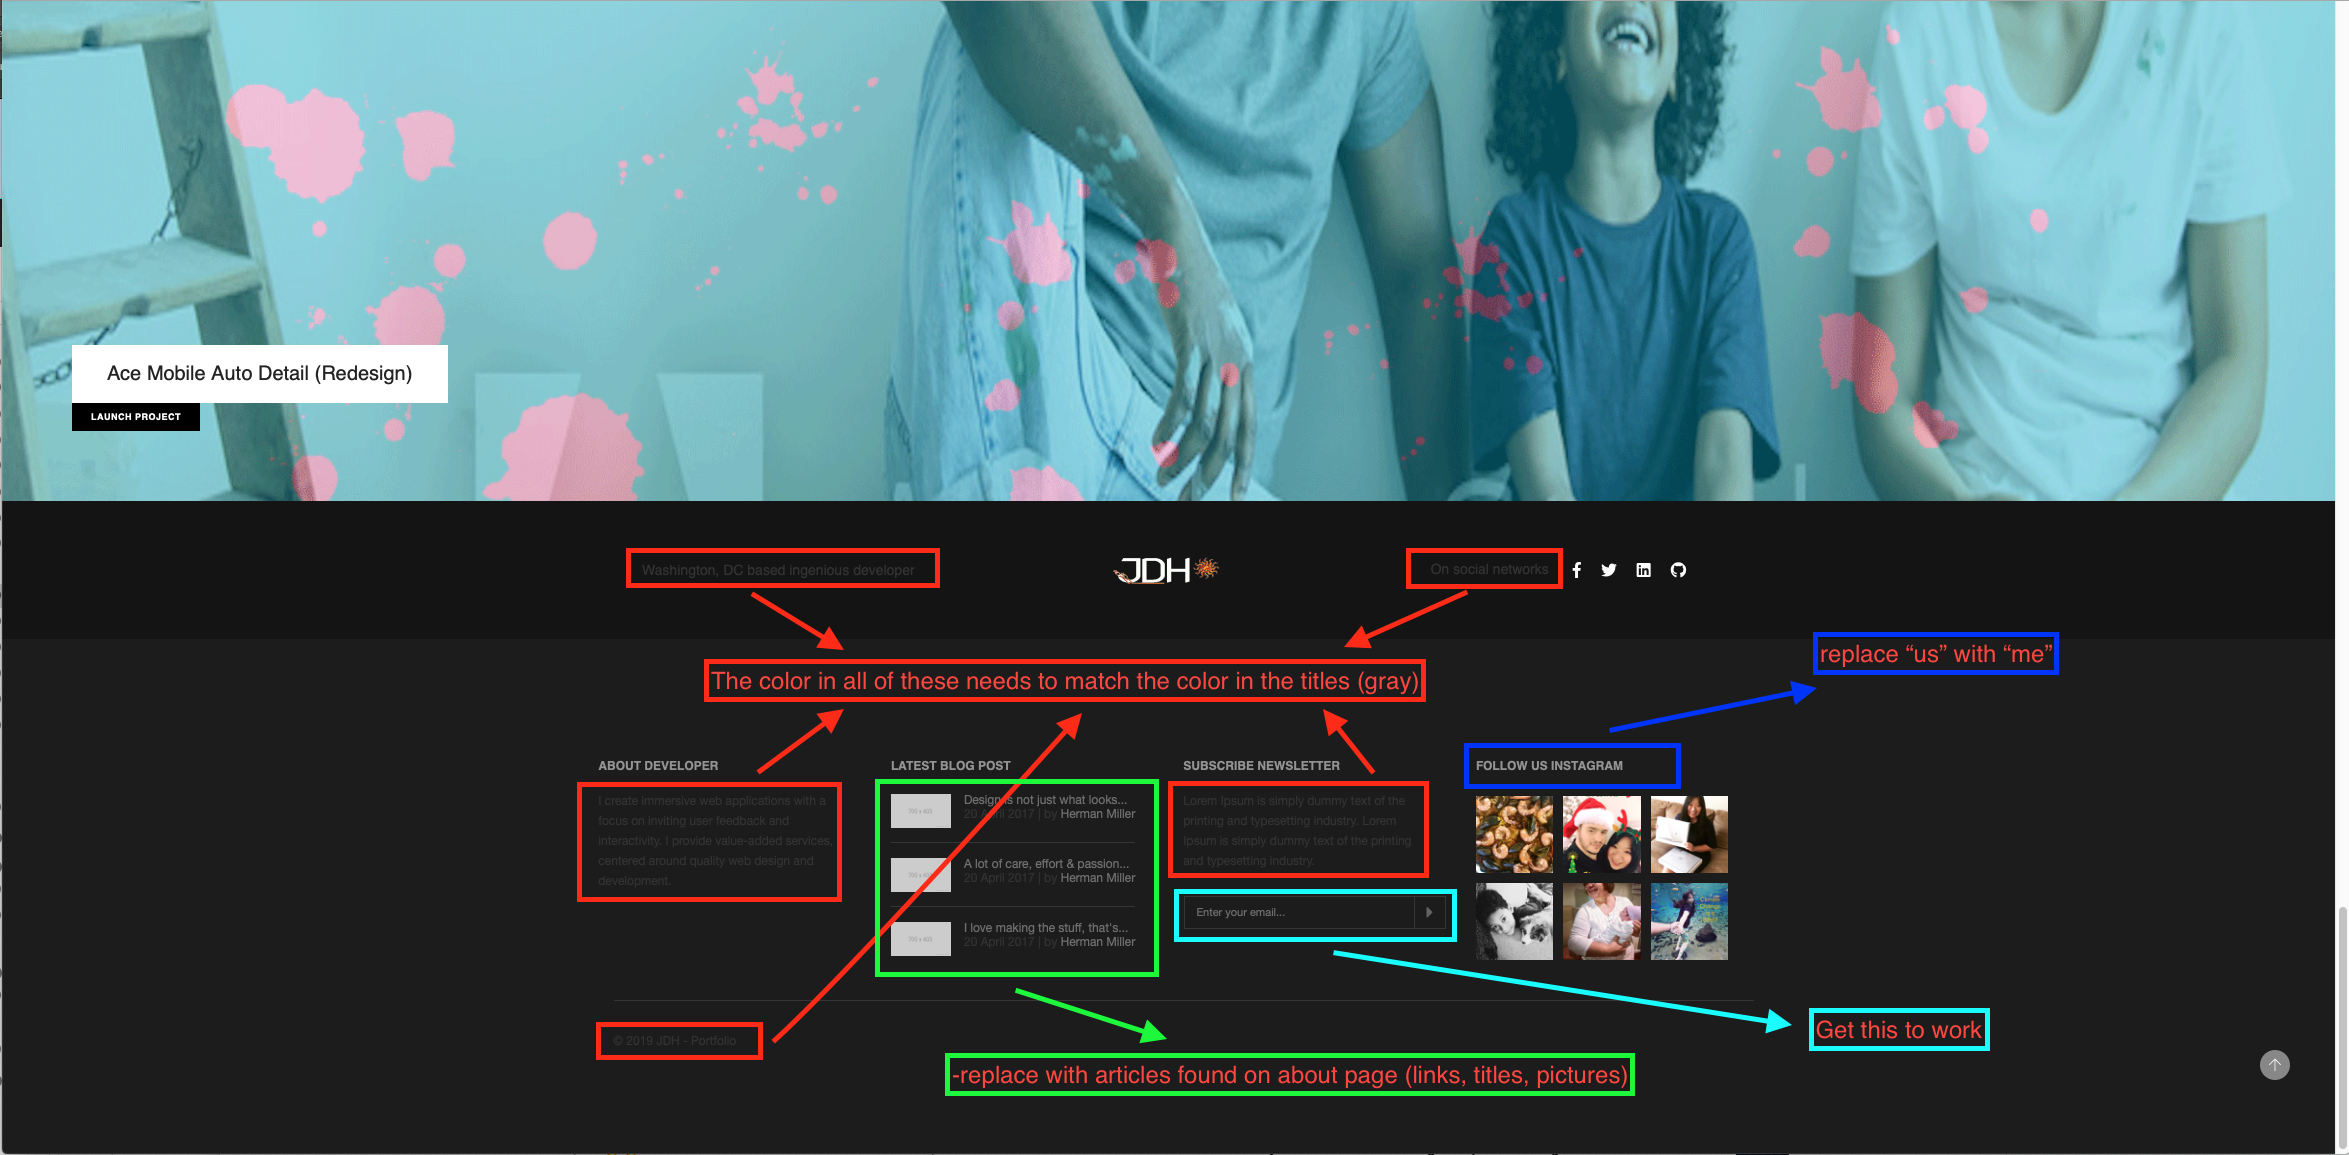 Ace Mobile Auto Detail (Redesign)
LAUNCH PROJECT
Washington, DC based ingenious developer
JDH
On social networks
replace “us” with “me”
The color in all of these needs to match the color in the titles (gray)
ABOUT DEVELOPER
I create immersive web applications with a
focus on inviting user feedback and
interactivity. I provide value-added services,
centered around quality web design and
development.
LATEST BLOG POST
Design is not just what looks...
20 April 2017 | by Herman Miller
A lot of care, effort & passion...
20 April 2017 | by Herman Miller
I love making the stuff, that's...
20 April 2017 | by Herman Miller
SUBSCRIBE NEWSLETTER
Lorem Ipsum is simply dummy text of the
printing and typesetting industry. Lorem
Ipsum is simply dummy text of the printing
and typesetting industry.
Enter your email...
FOLLOW US INSTAGRAM
Get this to work
© 2019 JDH - Portfolio
-replace with articles found on about page (links, titles, pictures)